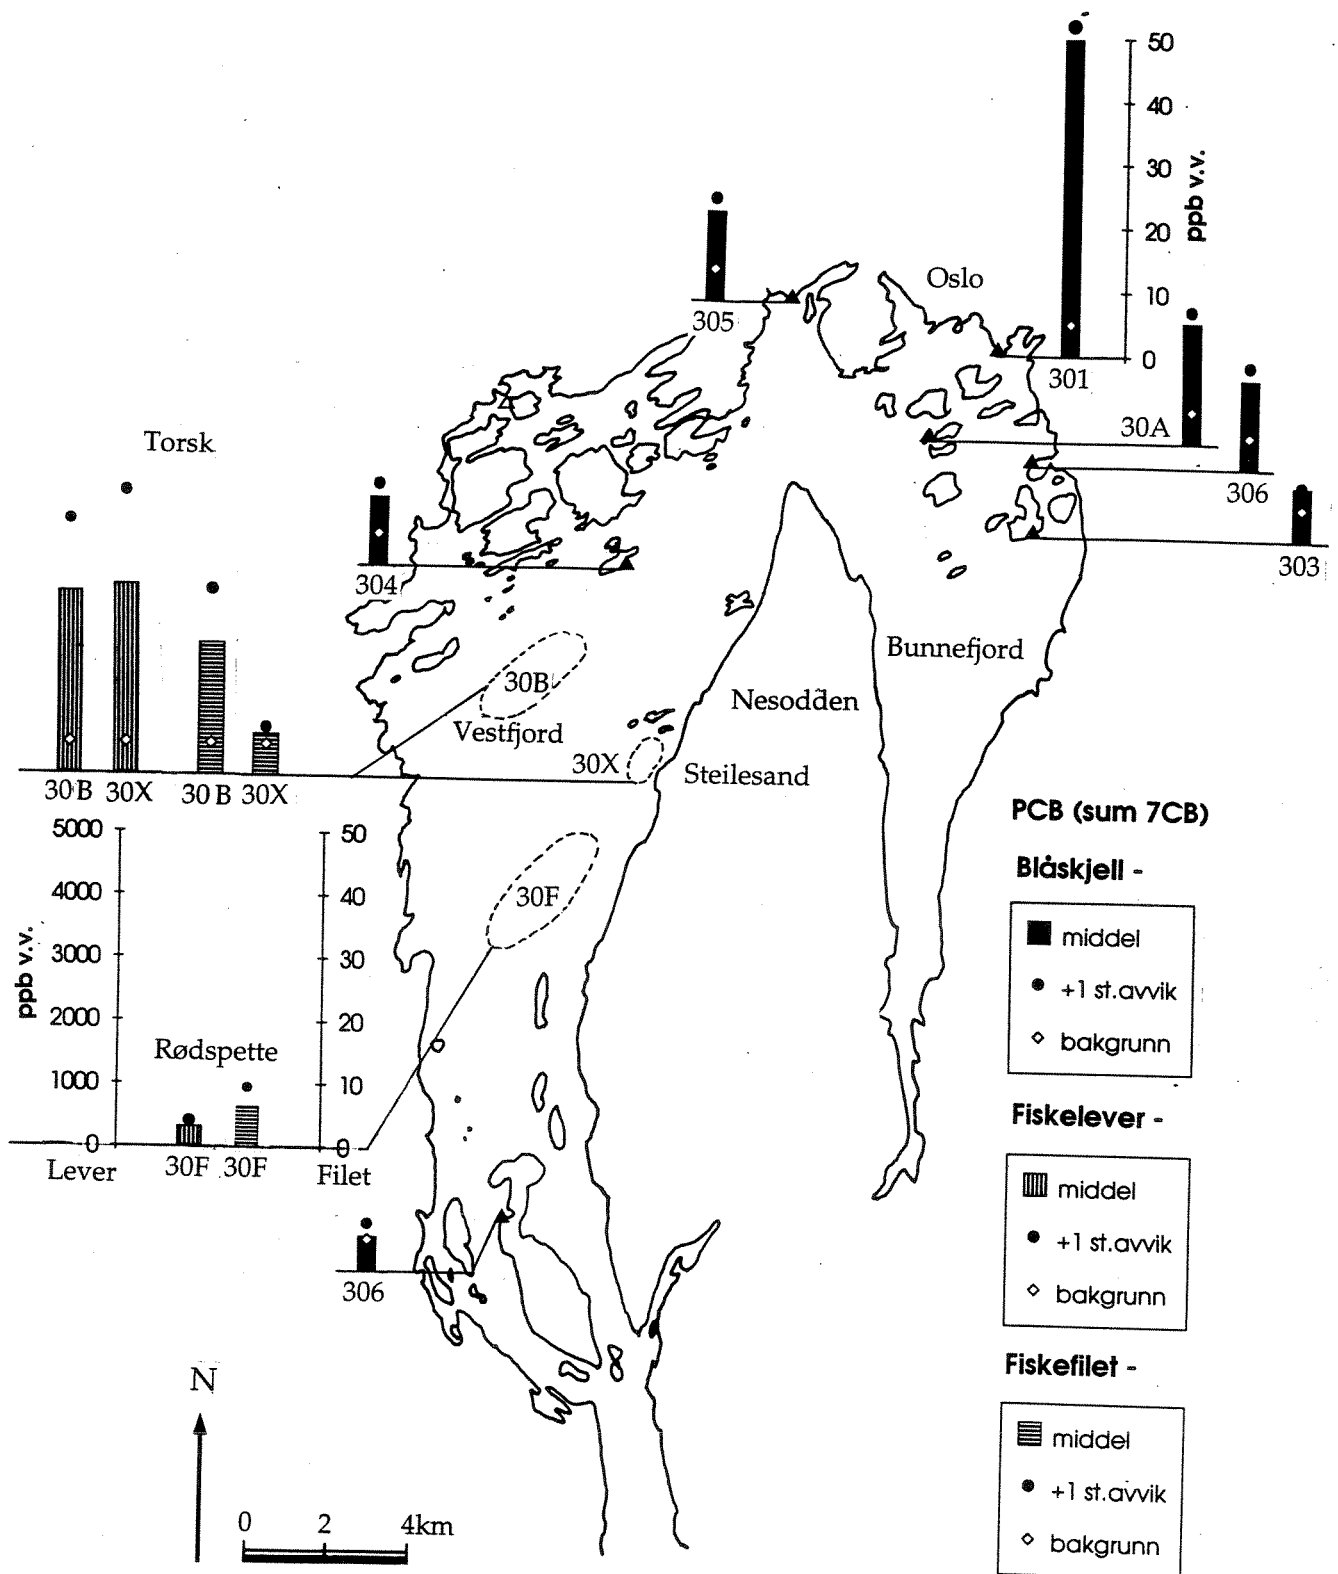 50
40
30
20
10
0
ppb v.v.
Oslo
305
301
30A
306
303
Torsk
304
30B
Vestfjord
30X
Nesodden
Bunnefjord
Steilesand
30B 30X 30B 30X
5000
4000
3000
2000
1000
0
ppb v.v.
50
40
30
20
10
0
30F
Rødspette
Lever
30F 30F
Filet
306
N
0 2 4km
PCB (sum 7CB)
Blåskjell -
middel
+1 st.avvik
bakgrunn
Fiskelever -
middel
+1 st.avvik
bakgrunn
Fiskefilet -
middel
+1 st.avvik
bakgrunn